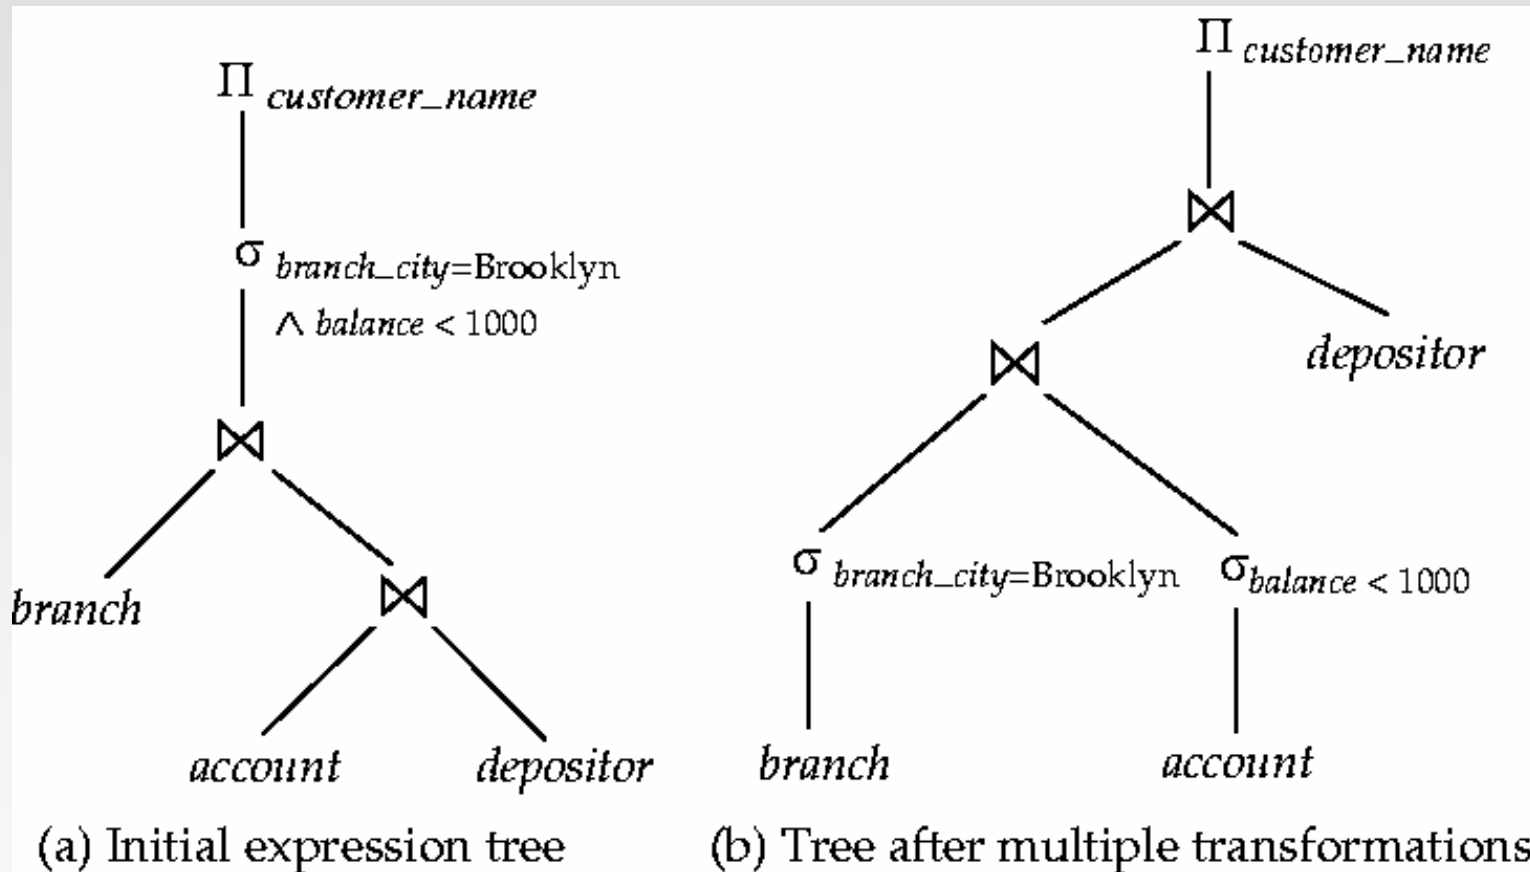 Π customer_name
σ branch_city=Brooklyn
∧ balance < 1000
⋈
branch
⋈
account
depositor
(a) Initial expression tree
Π customer_name
⋈
depositor
⋈
σ branch_city=Brooklyn
σ balance < 1000
branch
account
(b) Tree after multiple transformations